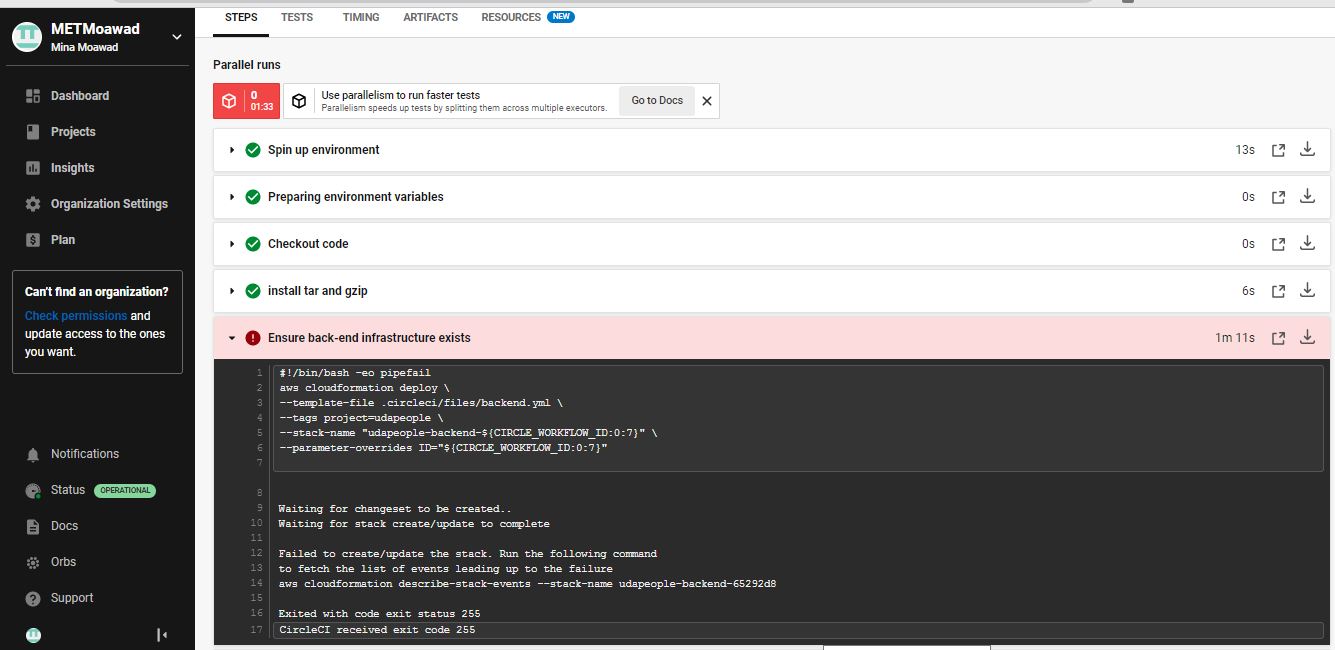 METMoawad
Mina Moawad
Dashboard
Projects
Insights
Organization Settings
Plan
Can't find an organization?
Check permissions and
update access to the ones
you want.
Notifications
Status OPERATIONAL
Docs
Orbs
Support
STEPS TESTS TIMING ARTIFACTS RESOURCES NEW
Parallel runs
0
01:33
Use parallelism to run faster tests
Parallelism speeds up tests by splitting them across multiple executors.
Go to Docs
Spin up environment 13s
Preparing environment variables 0s
Checkout code 0s
install tar and gzip 6s
Ensure back-end infrastructure exists 1m 11s
1 #!/bin/bash -eo pipefail
2 aws cloudformation deploy \
3 --template-file .circleci/files/backend.yml \
4 --tags project=udapeople \
5 --stack-name "udapeople-backend-${CIRCLE_WORKFLOW_ID:0:7}" \
6 --parameter-overrides ID="${CIRCLE_WORKFLOW_ID:0:7}"
7
8
9 Waiting for changeset to be created..
10 Waiting for stack create/update to complete
11
12 Failed to create/update the stack. Run the following command
13 to fetch the list of events leading up to the failure
14 aws cloudformation describe-stack-events --stack-name udapeople-backend-65292d8
15
16 Exited with code exit status 255
17 CircleCI received exit code 255